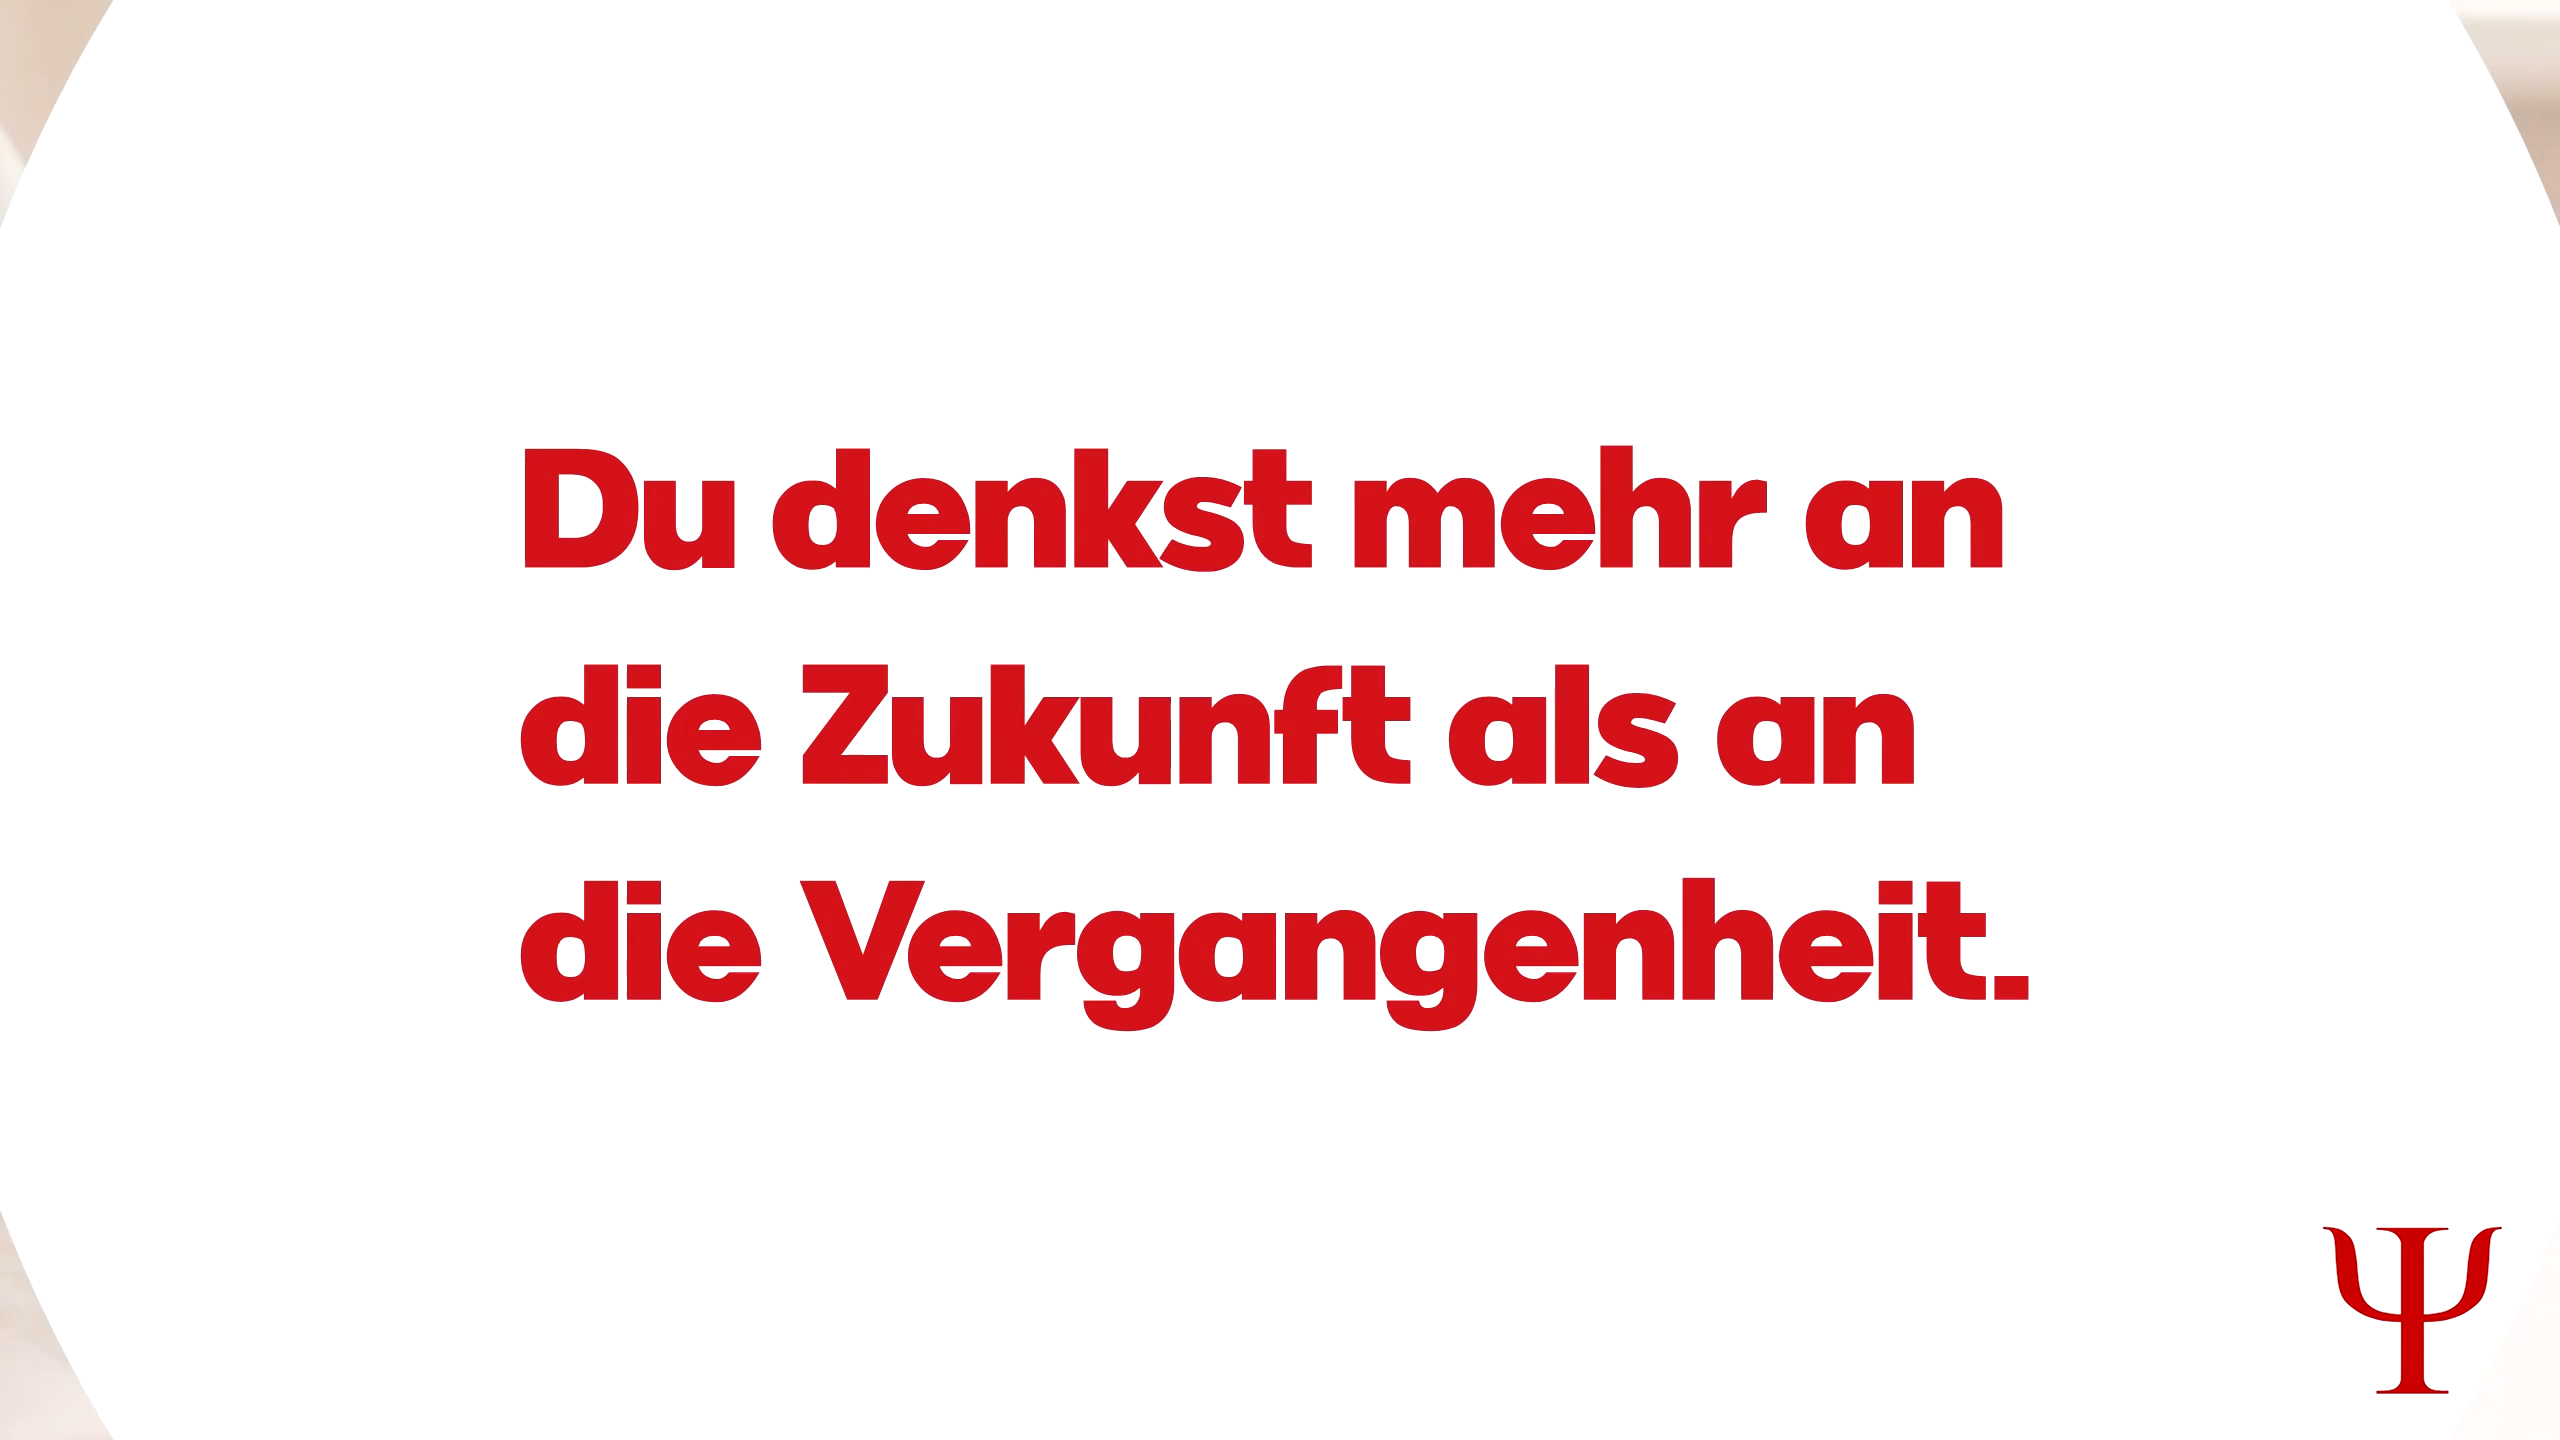 Du denkst mehr an
die Zukunft als an
die Vergangenheit.
Ψ